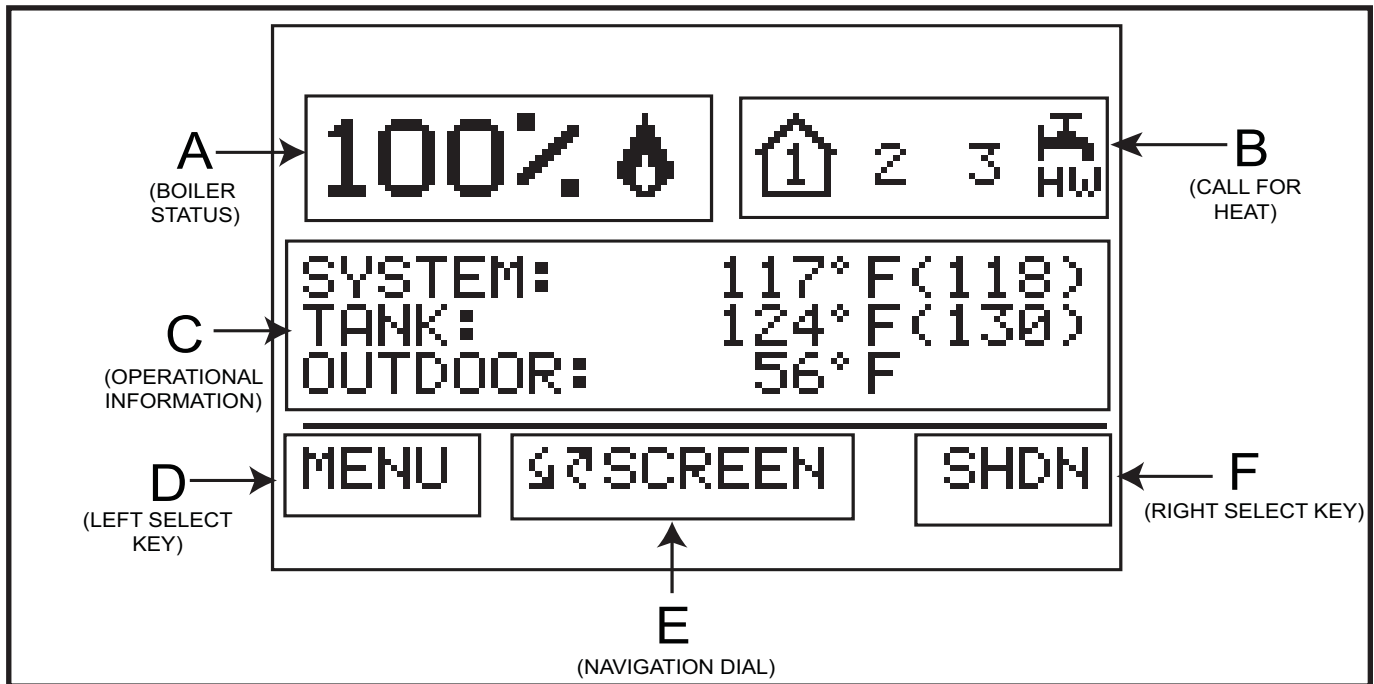 100%
1 2 3 HW
A
(BOILER
STATUS)
B
(CALL FOR
HEAT)
SYSTEM: 117°F(118)
TANK: 124°F(130)
OUTDOOR: 56°F
C
(OPERATIONAL
INFORMATION)
MENU SCREEN SHDN
D
(LEFT SELECT
KEY)
F
(RIGHT SELECT KEY)
E
(NAVIGATION DIAL)